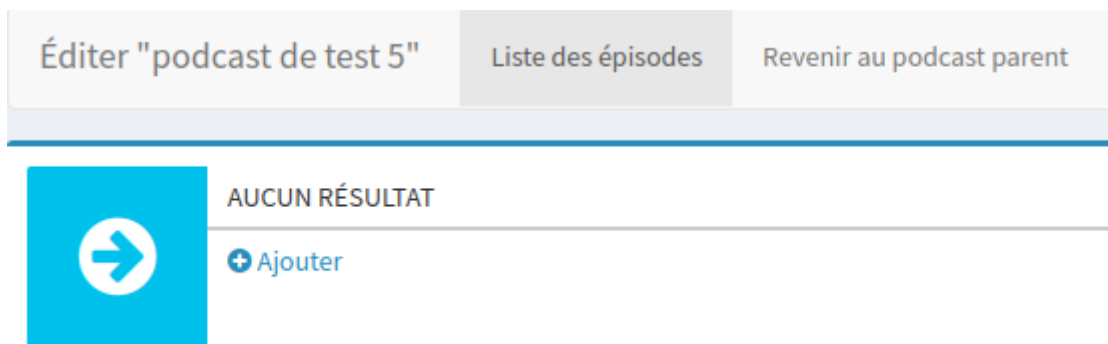 Éditer "podcast de test 5" Liste des épisodes Revenir au podcast parent
AUCUN RÉSULTAT
Ajouter